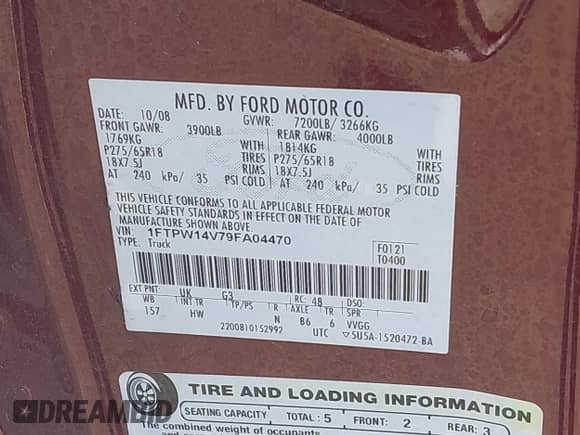 MFD. BY FORD MOTOR CO.
DATE: 10/08 GVWR: 7200LB/ 3266KG
FRONT GAWR: 3900LB REAR GAWR: 4000LB
1769KG WITH 1814KG WITH
P275/65R18 TIRES P275/65R18 TIRES
18X7.5J RIMS 18X7.5J RIMS
AT 240 kPa/ 35 PSI COLD AT 240 kPa/ 35 PSI COLD
THIS VEHICLE CONFORMS TO ALL APPLICABLE FEDERAL MOTOR
VEHICLE SAFETY STANDARDS IN EFFECT ON THE DATE OF
MANUFACTURE SHOWN ABOVE.
VIN: 1FTPW14V79FA04470
TYPE: Truck
F0121
T0400
EXT PNT: UK G3 RC: 48 DSO:
WB INT TR TP/PS R AXLE TR SPR
157 HW N B6 6 VVGG
2200810152997 UTC ▽5U5A-1520472-BA
TIRE AND LOADING INFORMATION
SEATING CAPACITY TOTAL: 5 FRONT: 2 REAR: 3
The combined weight of occupants
DREAMBID